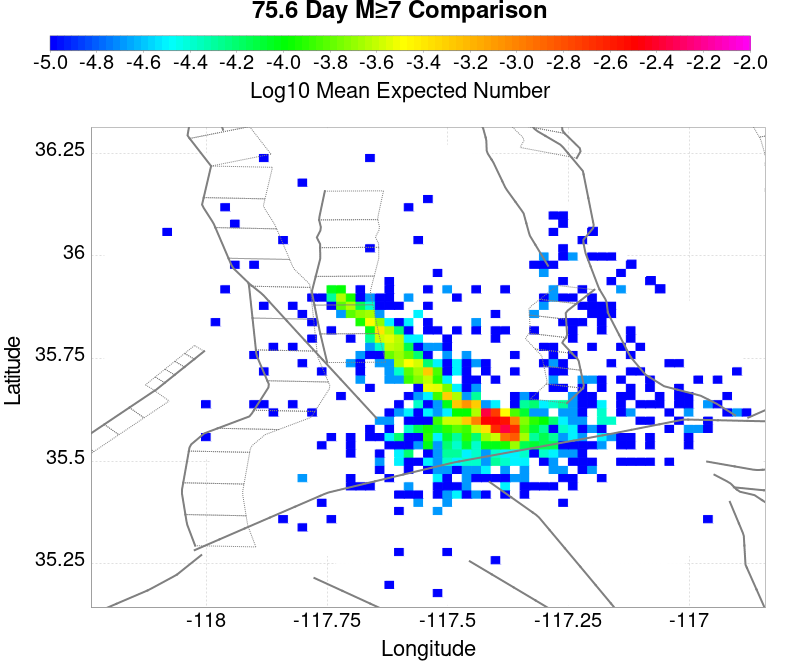 75.6 Day M≥7 Comparison
-5.0 -4.8 -4.6 -4.4 -4.2 -4.0 -3.8 -3.6 -3.4 -3.2 -3.0 -2.8 -2.6 -2.4 -2.2 -2.0
Log10 Mean Expected Number
36.25
36
35.75
35.5
35.25
Latitude
-118 -117.75 -117.5 -117.25 -117
Longitude